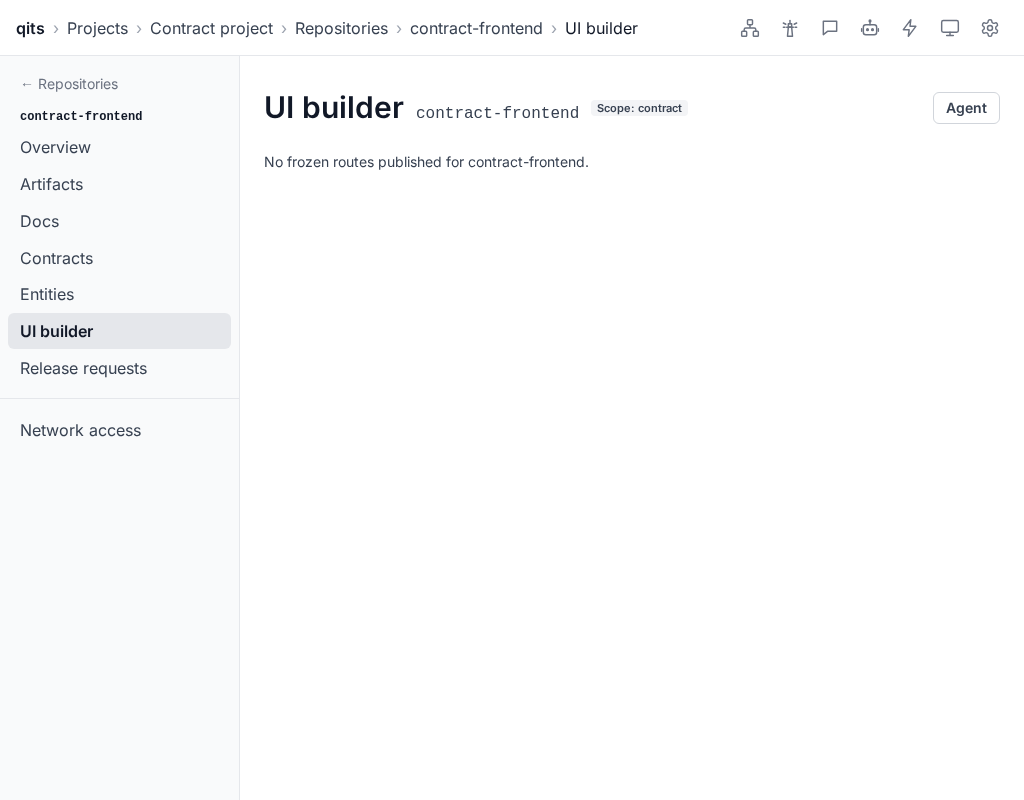 qits › Projects › Contract project › Repositories › contract-frontend › UI builder
← Repositories
contract-frontend
Overview
Artifacts
Docs
Contracts
Entities
UI builder
Release requests
Network access
UI builder contract-frontend Scope: contract Agent
No frozen routes published for contract-frontend.